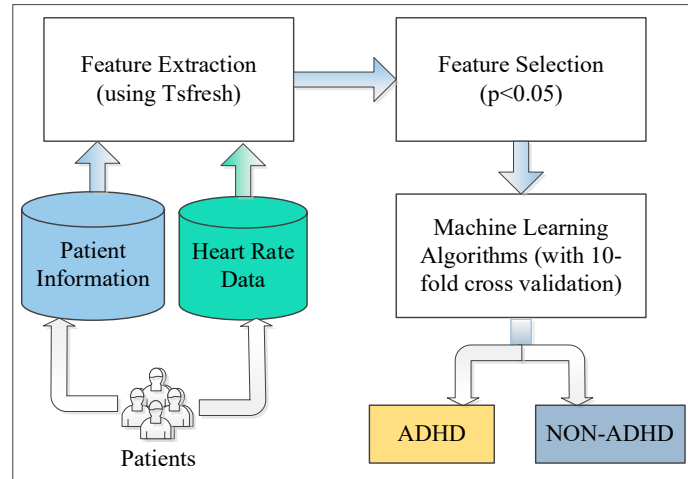 Feature Extraction
(using Tsfresh)
Feature Selection
(p<0.05)
Patient
Information
Heart Rate
Data
Machine Learning
Algorithms (with 10-
fold cross validation)
Patients
ADHD
NON-ADHD